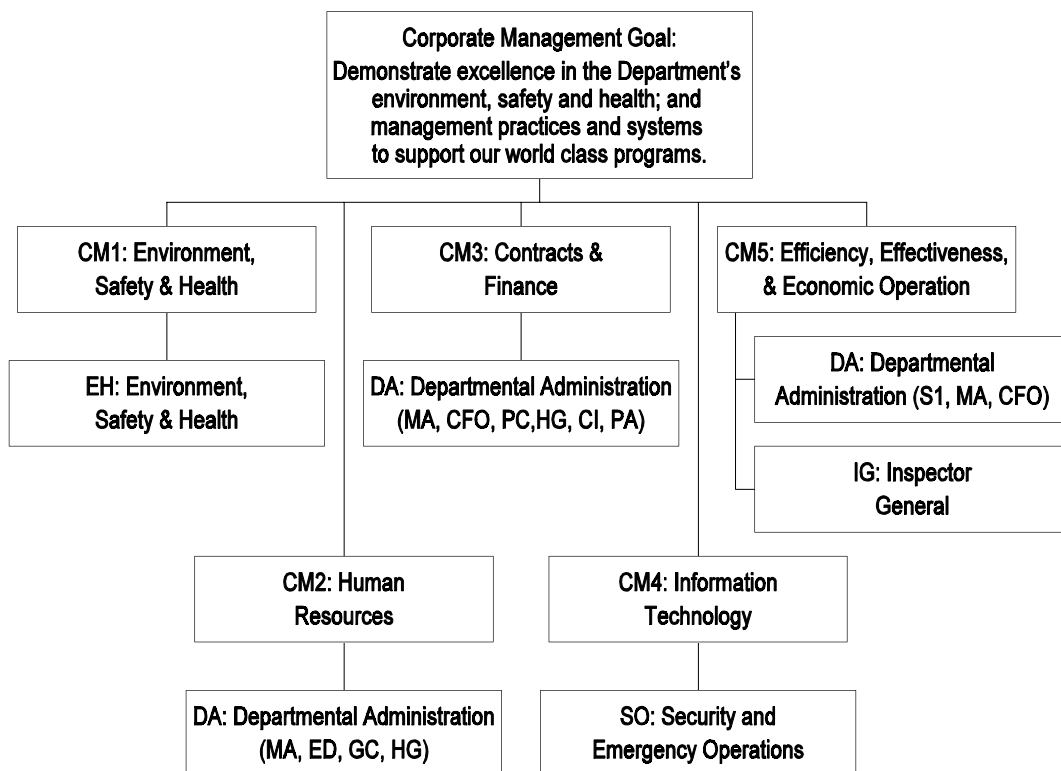 Corporate Management Goal:
Demonstrate excellence in the Department's
environment, safety and health; and
management practices and systems
to support our world class programs.
CM1: Environment,
Safety & Health
CM3: Contracts &
Finance
CM5: Efficiency, Effectiveness,
& Economic Operation
EH: Environment,
Safety & Health
DA: Departmental Administration
(MA, CFO, PC,HG, CI, PA)
DA: Departmental
Administration (S1, MA, CFO)
IG: Inspector
General
CM2: Human
Resources
CM4: Information
Technology
DA: Departmental Administration
(MA, ED, GC, HG)
SO: Security and
Emergency Operations